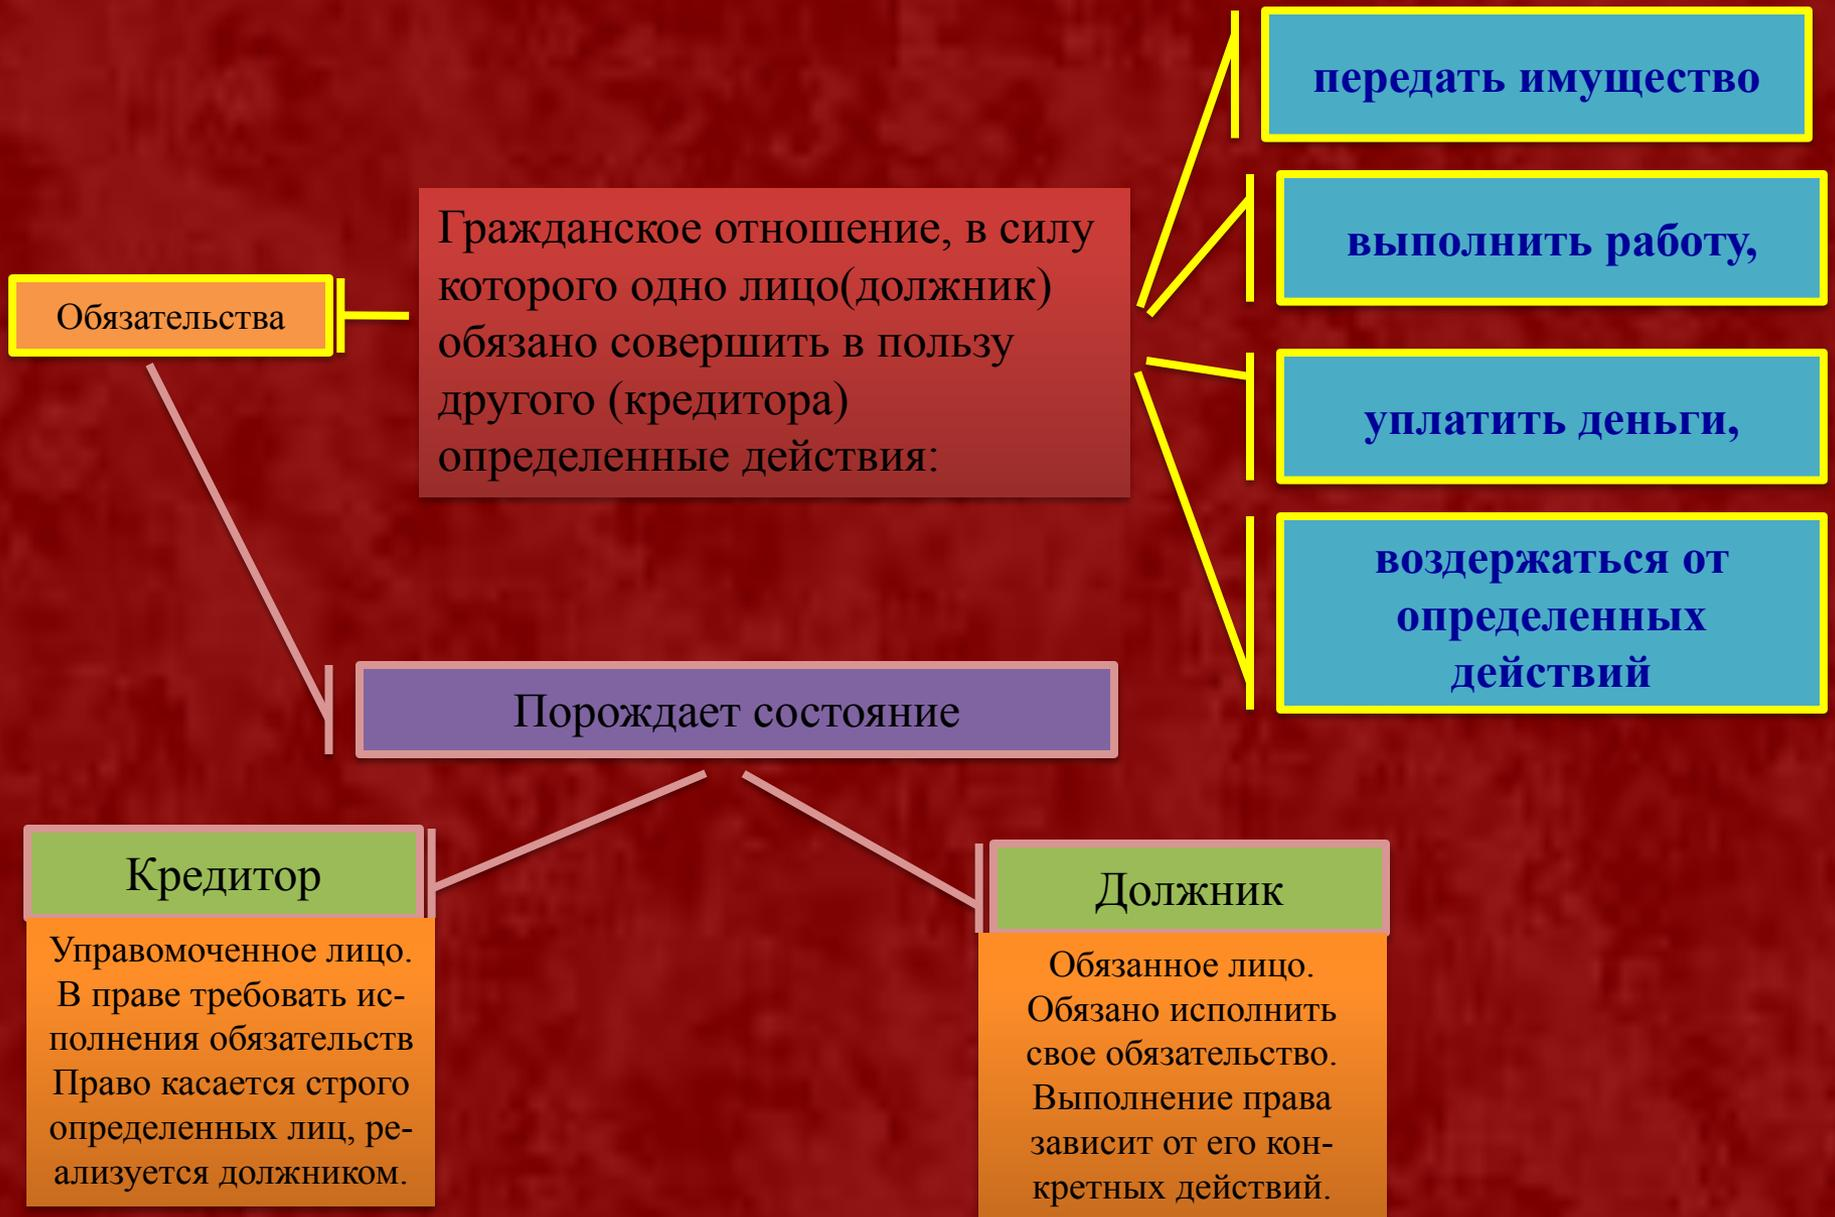 Обязательства
Гражданское отношение, в силу
которого одно лицо(должник)
обязано совершить в пользу
другого (кредитора)
определенные действия:
передать имущество
выполнить работу,
уплатить деньги,
воздержаться от
определенных
действий
Порождает состояние
Кредитор
Управомоченное лицо.
В праве требовать ис-
полнения обязательств
Право касается строго
определенных лиц, ре-
ализуется должником.
Должник
Обязанное лицо.
Обязано исполнить
свое обязательство.
Выполнение права
зависит от его кон-
кретных действий.